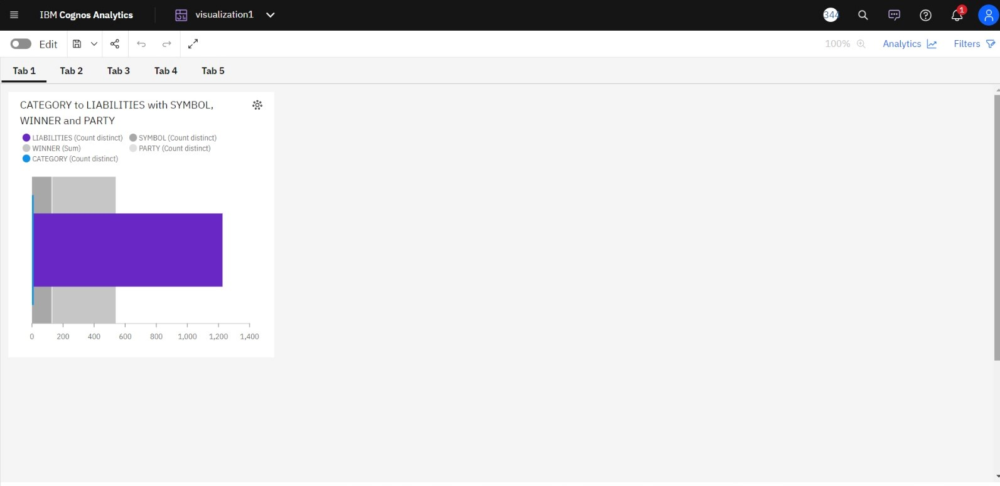 IBM Cognos Analytics visualization1 344 1
Edit 100% Analytics Filters
Tab 1 Tab 2 Tab 3 Tab 4 Tab 5
CATEGORY to LIABILITIES with SYMBOL,
WINNER and PARTY
LIABILITIES (Count distinct) SYMBOL (Count distinct)
WINNER (Sum) PARTY (Count distinct)
CATEGORY (Count distinct)
0 200 400 600 800 1,000 1,200 1,400